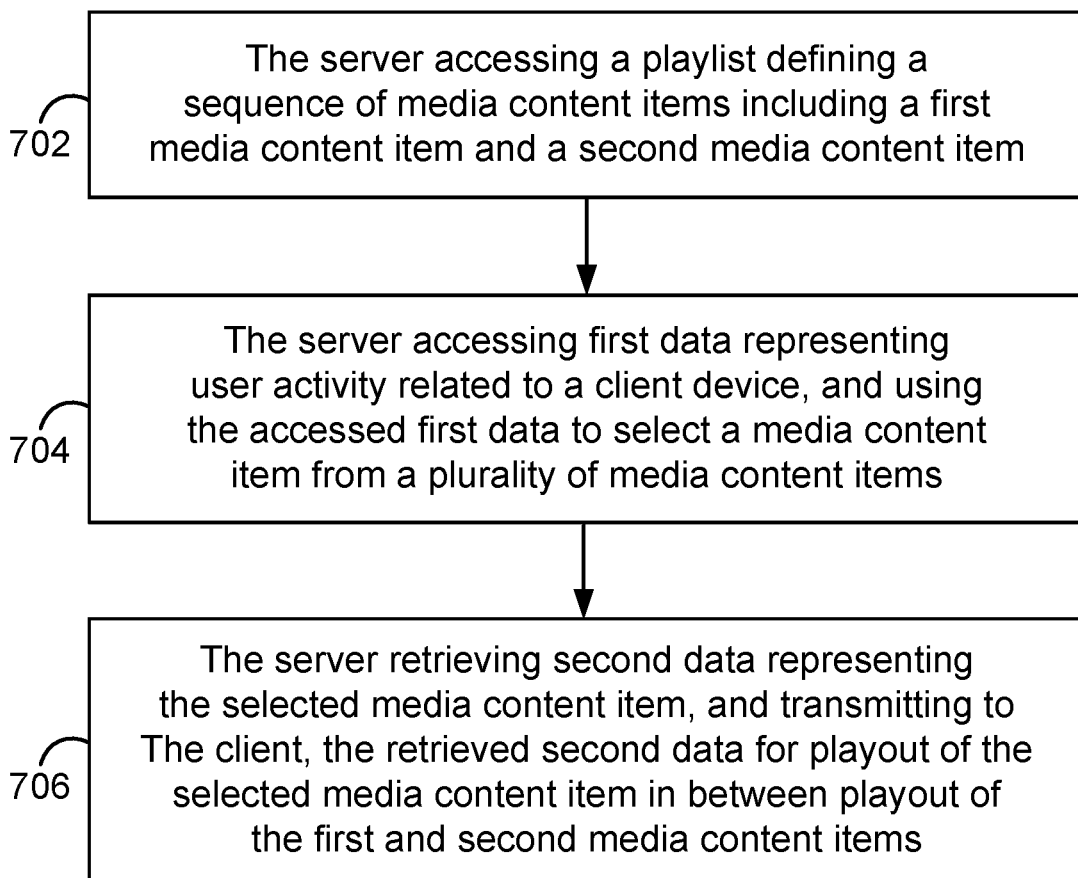 The server accessing a playlist defining a
sequence of media content items including a first
media content item and a second media content item
702
The server accessing first data representing
user activity related to a client device, and using
the accessed first data to select a media content
item from a plurality of media content items
704
The server retrieving second data representing
the selected media content item, and transmitting to
The client, the retrieved second data for playout of the
selected media content item in between playout of
the first and second media content items
706